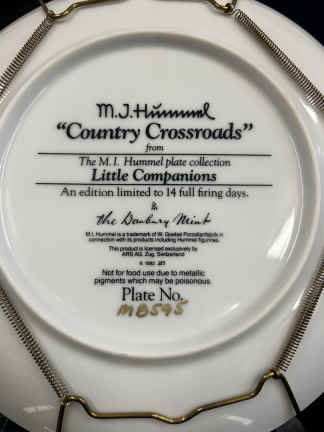 M.J. Hummel
"Country Crossroads"
from
The M. I. Hummel plate collection
Little Companions
An edition limited to 14 full firing days.
The Danbury Mint
M.I. Hummel is a trademark of W. Goebel Porzellanfabrik in
connection with its products including Hummel figurines.
This product is licensed exclusively by
ARS AG, Zug, Switzerland
Not for food use due to metallic
pigments which may be poisonous.
Plate No.
MB595